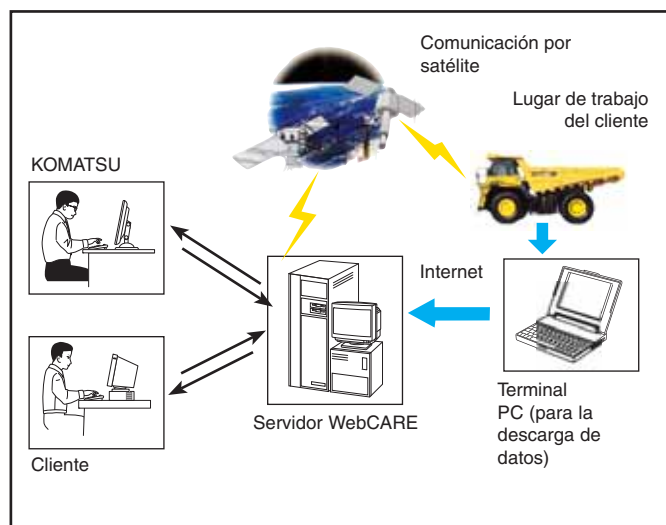 Comunicación por
satélite
Lugar de trabajo
del cliente
KOMATSU
Internet
Servidor WebCARE
Terminal
PC (para la
descarga de
datos)
Cliente